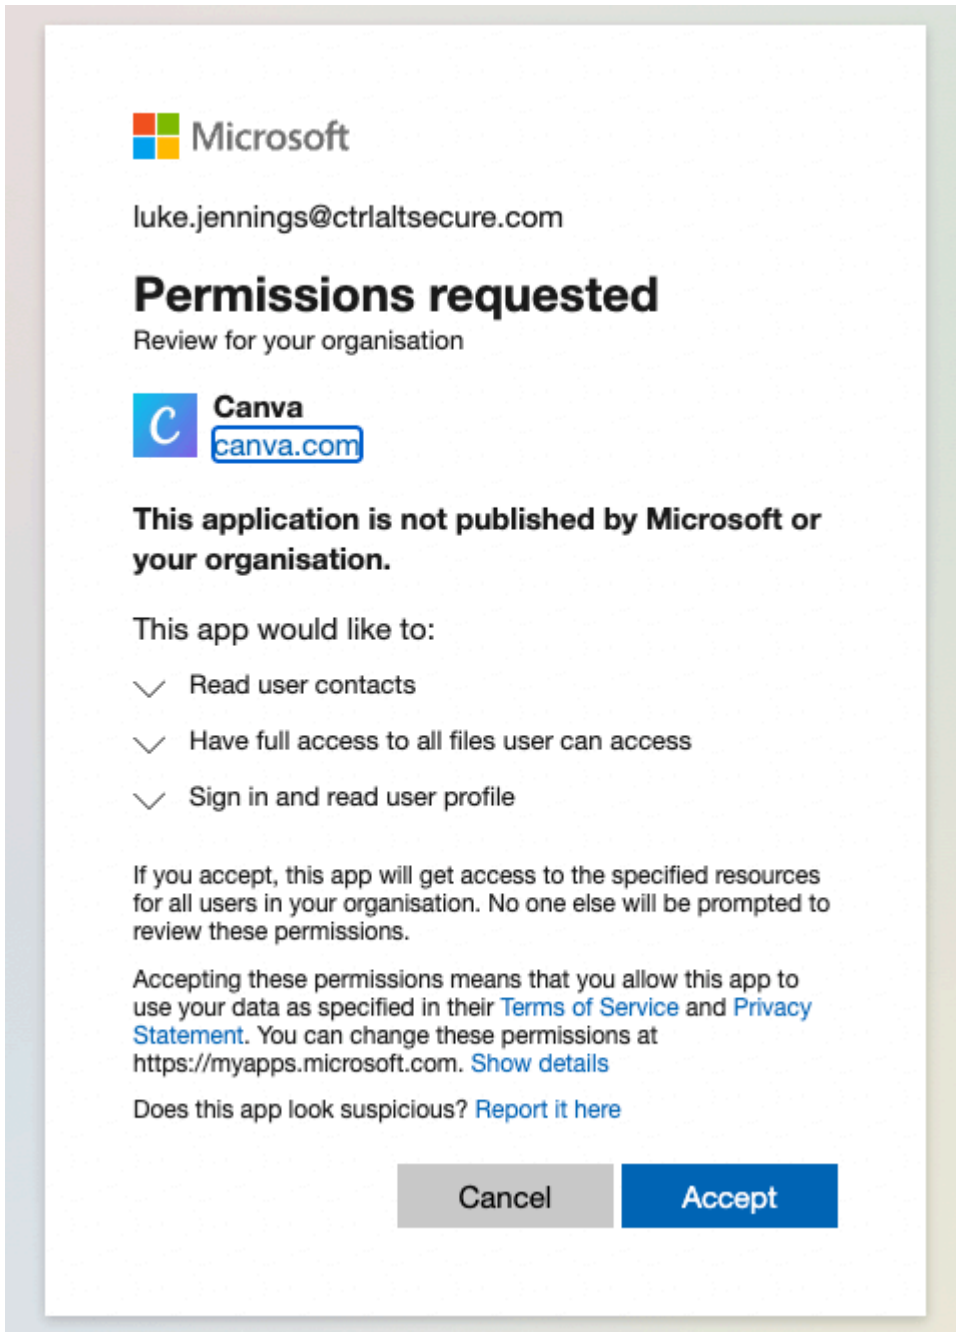 Microsoft
luke.jennings@ctrlaltsecure.com
Permissions requested
Review for your organisation
C
Canva
canva.com
This application is not published by Microsoft or
your organisation.
This app would like to:
Read user contacts
Have full access to all files user can access
Sign in and read user profile
If you accept, this app will get access to the specified resources
for all users in your organisation. No one else will be prompted to
review these permissions.
Accepting these permissions means that you allow this app to
use your data as specified in their Terms of Service and Privacy
Statement. You can change these permissions at
https://myapps.microsoft.com. Show details
Does this app look suspicious? Report it here
Cancel
Accept